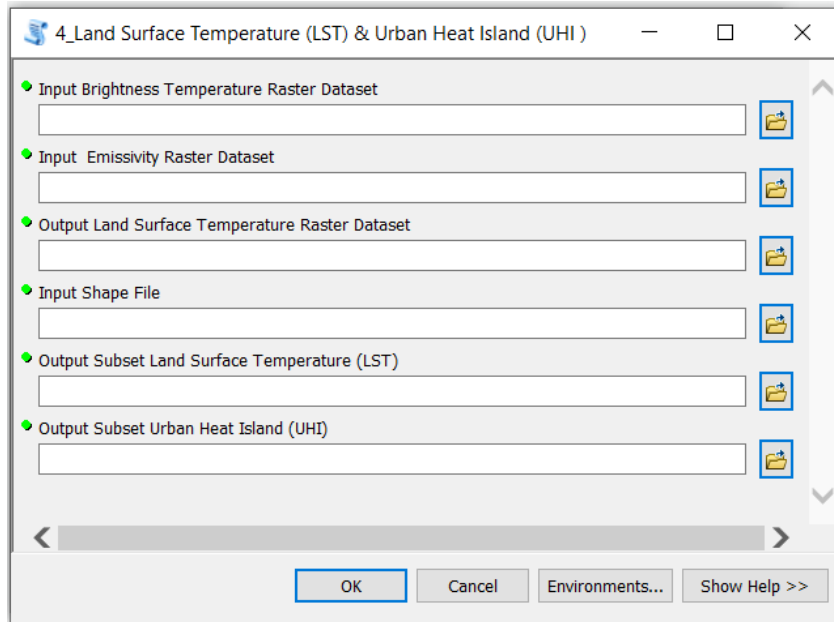 4_Land Surface Temperature (LST) & Urban Heat Island (UHI )
Input Brightness Temperature Raster Dataset
Input  Emissivity Raster Dataset
Output Land Surface Temperature Raster Dataset
Input Shape File
Output Subset Land Surface Temperature (LST)
Output Subset Urban Heat Island (UHI)
OK Cancel Environments... Show Help >>